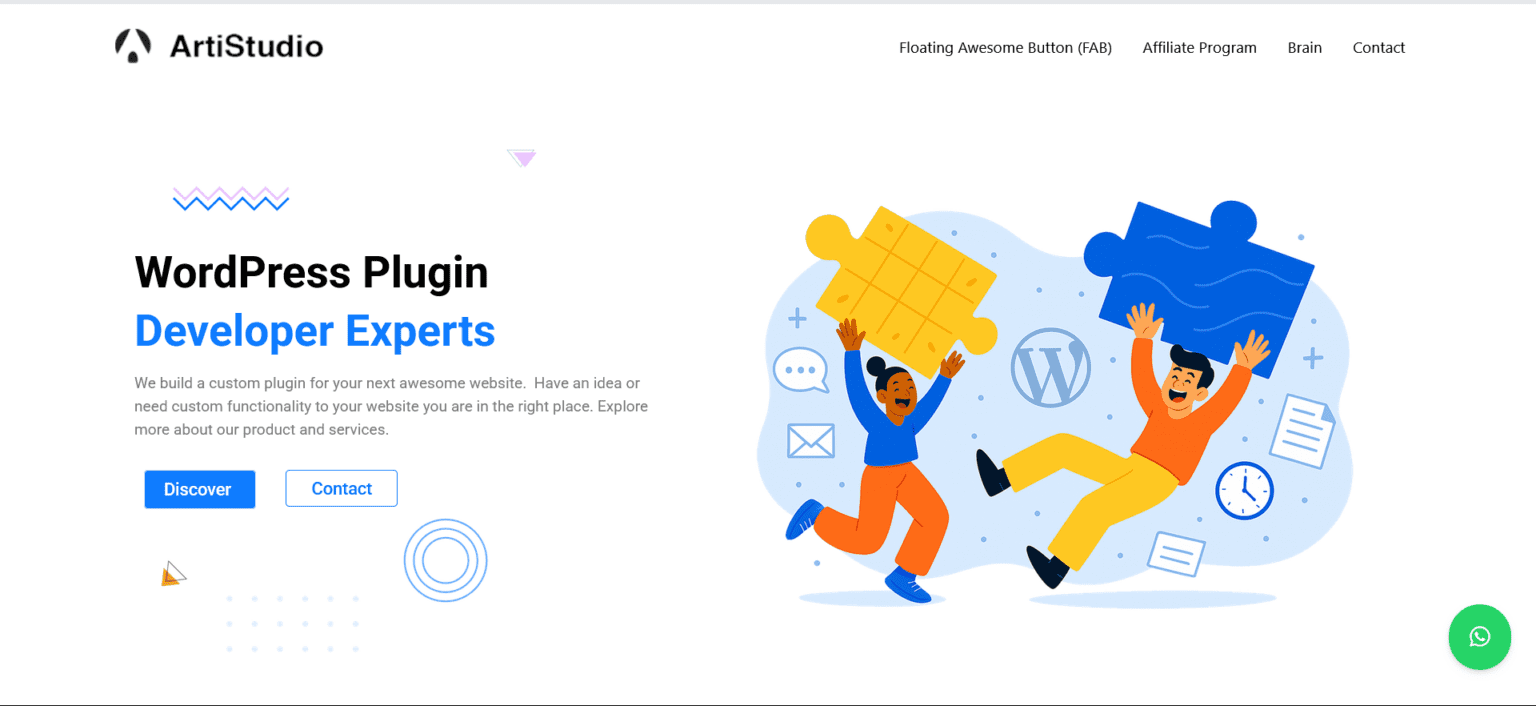 ArtiStudio
Floating Awesome Button (FAB) Affiliate Program Brain Contact
WordPress Plugin
Developer Experts
We build a custom plugin for your next awesome website. Have an idea or
need custom functionality to your website you are in the right place. Explore
more about our product and services.
Discover Contact